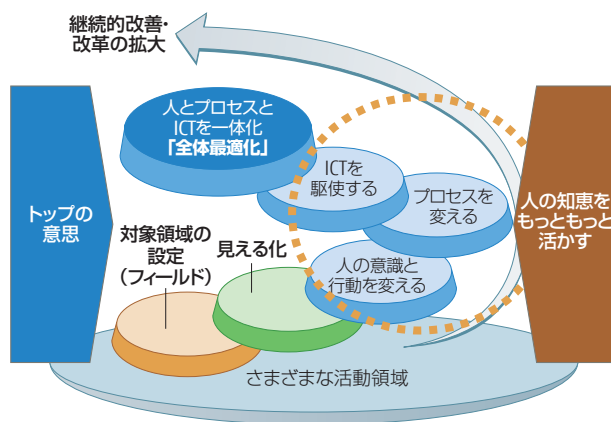 継続的改善・
改革の拡大
人とプロセスと
ICTを一体化
「全体最適化」
ICTを
駆使する
プロセスを
変える
人の意識と
行動を変える
トップの
意思
人の知恵を
もっともっと
活かす
対象領域の
設定
（フィールド）
見える化
さまざまな活動領域